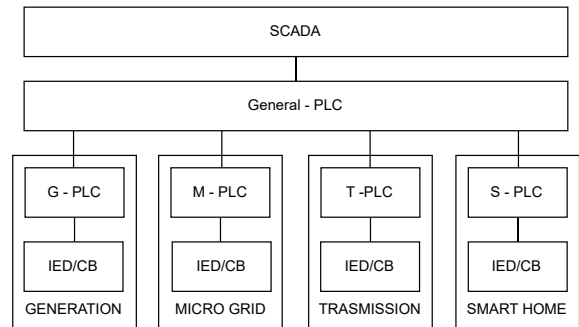 SCADA
General - PLC
G - PLC
M - PLC
T -PLC
S - PLC
IED/CB
IED/CB
IED/CB
IED/CB
GENERATION
MICRO GRID
TRASMISSION
SMART HOME